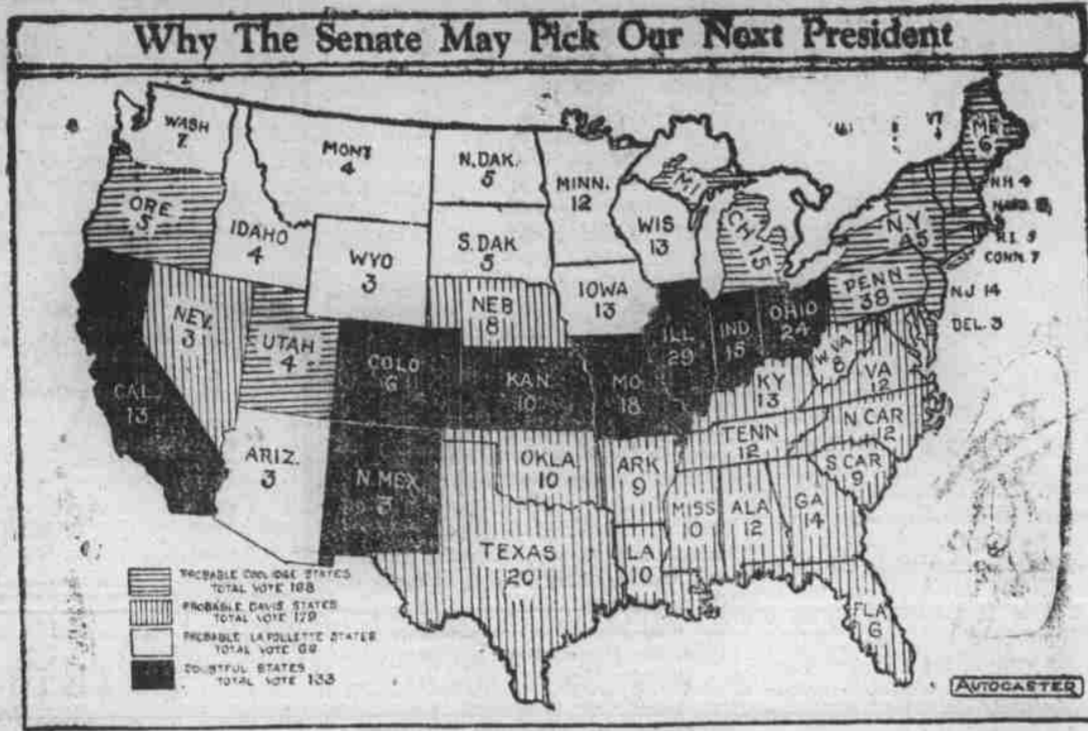 Why The Senate May Pick Our Next President
WASH
7
MONT
4
N. DAK.
5
MINN.
12
ME
6
ORE
5
IDAHO
4
WYO
3
S. DAK
5
WIS
13
MICH 15
N.Y.
45
NH 4
R.I. 5
CONN. 7
NEV.
3
UTAH
4
NEB
8
IOWA
13
PENN
38
N.J 14
DEL. 3
CAL.
13
COLO
6
KAN
10
MO.
18
ILL
29
IND
15
OHIO
24
W.VA
8
KY
13
VA
12
ARIZ.
3
N. MEX.
3
OKLA
10
ARK
9
TENN
12
N CAR
12
S CAR
9
TEXAS
20
LA
10
MISS
10
ALA
12
GA
14
FLA
6
PROBABLE COOLIDGE STATES
TOTAL VOTE
PROBABLE DAVIS STATES
TOTAL VOTE 179
PROBABLE LAFOLLETTE STATES
TOTAL VOTE
DOUBTFUL STATES
TOTAL VOTE 133
AUTOCASTER